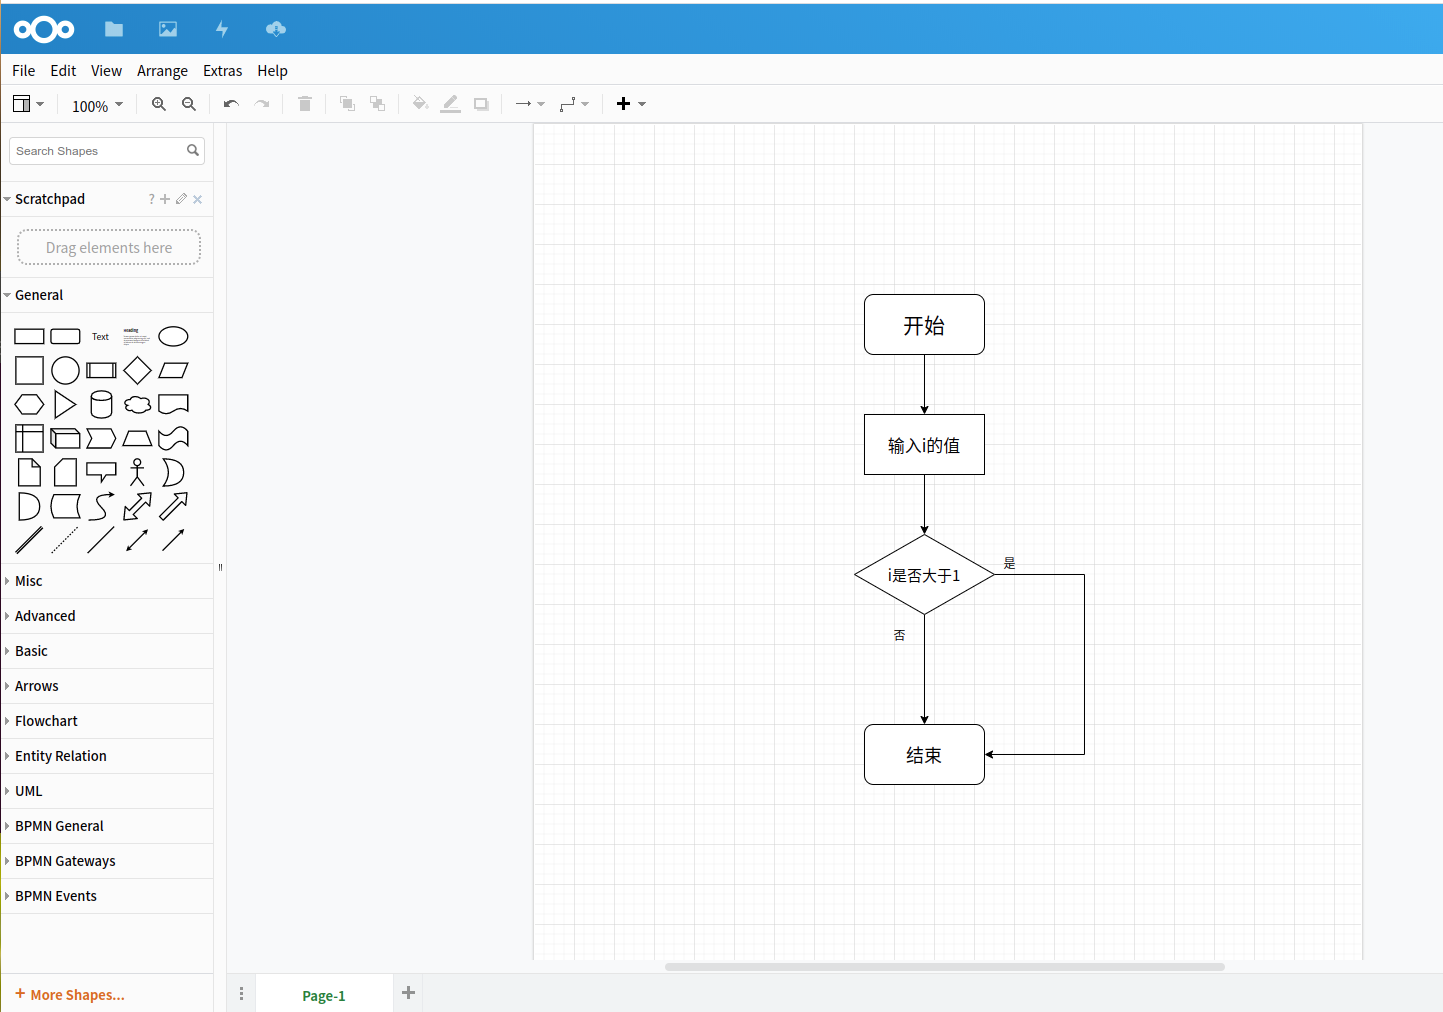 File Edit View Arrange Extras Help
100%
Search Shapes
Scratchpad
?
Drag elements here
General
Text
Heading
Misc
Advanced
Basic
Arrows
Flowchart
Entity Relation
UML
BPMN General
BPMN Gateways
BPMN Events
+ More Shapes...
开始
输入i的值
i是否大于1
是
否
结束
Page-1